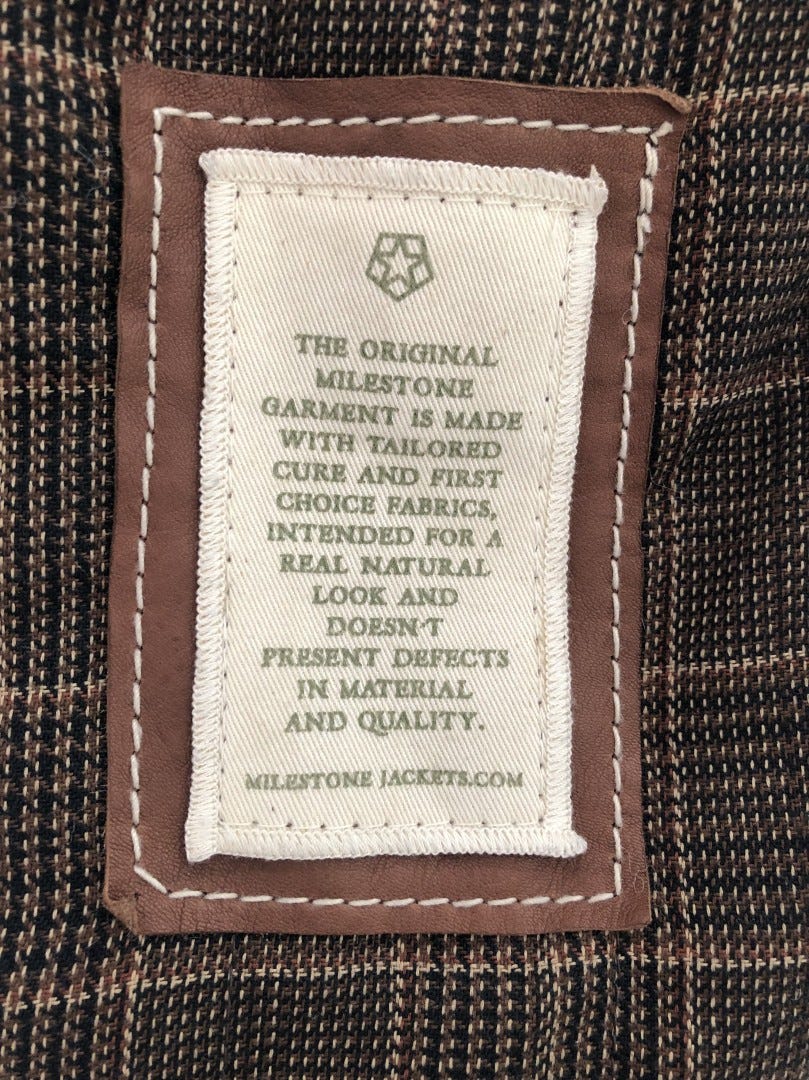 THE ORIGINAL
MILESTONE
GARMENT IS MADE
WITH TAILORED
CURE AND FIRST
CHOICE FABRICS,
INTENDED FOR A
REAL NATURAL
LOOK AND
DOESN'T
PRESENT DEFECTS
IN MATERIAL
AND QUALITY.
MILESTONE JACKETS.COM